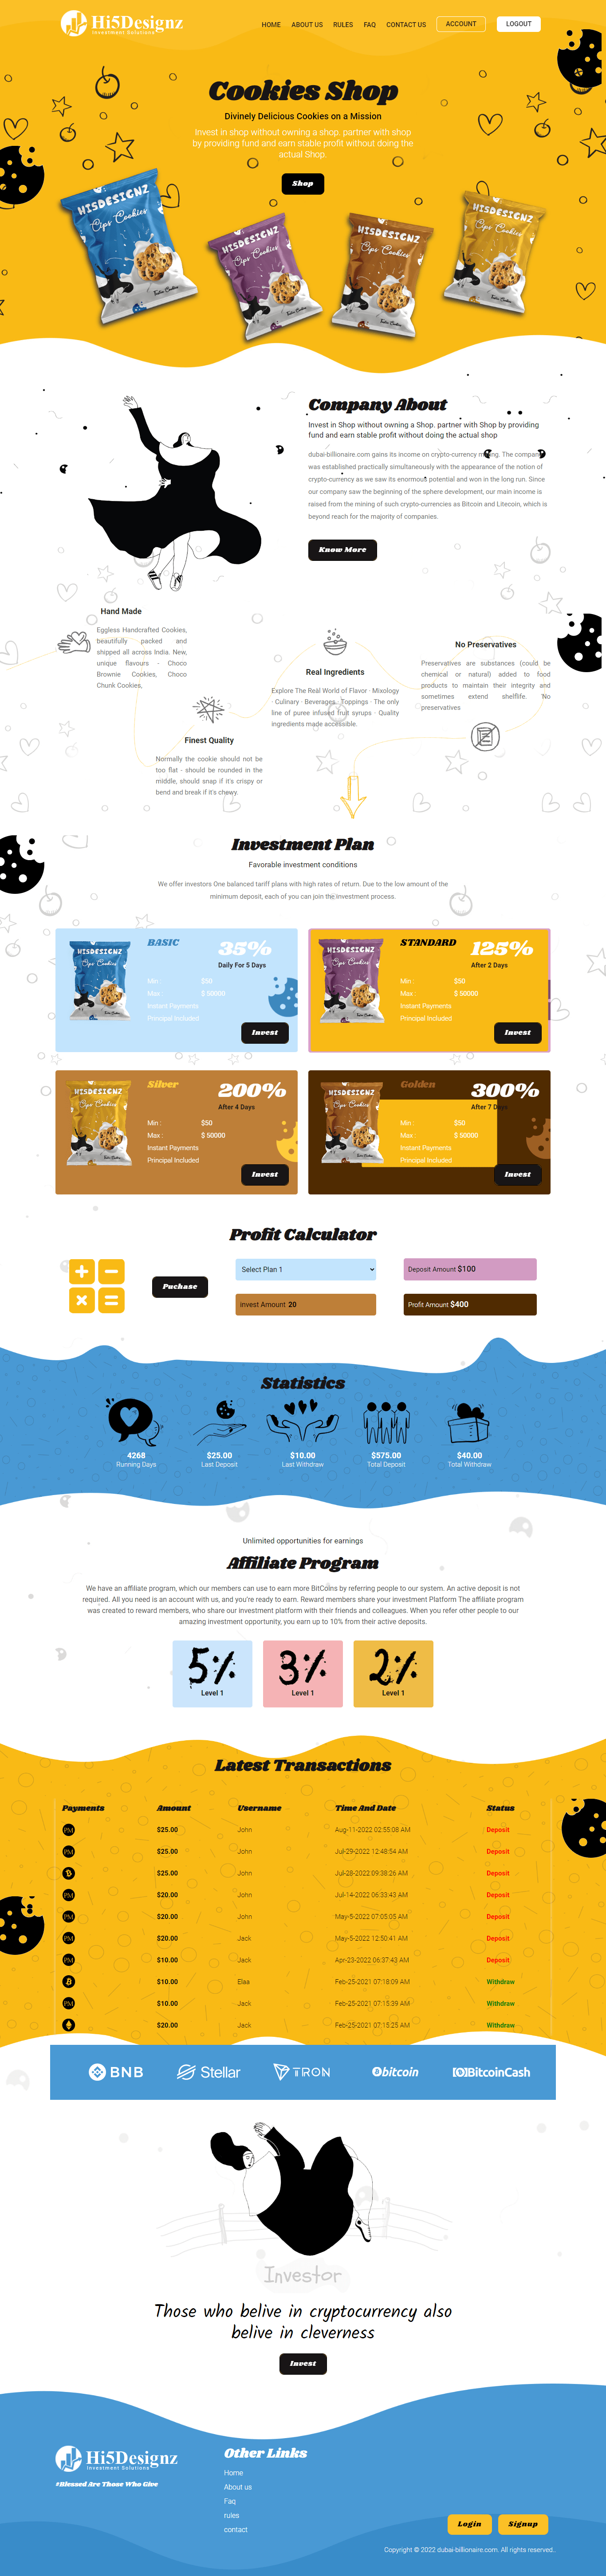 Hi5Designz
Investment Solutions
HOME ABOUT US RULES FAQ CONTACT US ACCOUNT LOGOUT
Cookies Shop
Divinely Delicious Cookies on a Mission
Invest in shop without owning a shop. partner with shop
by providing fund and earn stable profit without doing the
actual Shop
Shop
HISDESIGNZ
Cips Cookies
HISDESIGNZ
Cips Cookies
HISDESIGNZ
Cips Cookies
HISDESIGNZ
Cips Cookies
Company About
Invest in Shop without owning a Shop. partner with Shop by providing
fund and earn stable profit without doing the actual shop
dubai-billionaire.com gains its income on crypto-currency mining. The company
was established practically simultaneously with the appearance of the notion of
crypto-currency as we saw its enormous potential and won in the long run. Since
our company saw the beginning of the sphere development, our main income is
raised from the mining of such crypto-currencies as Bitcoin and Litecoin, which is
beyond reach for the majority of companies.
Know More
Hand Made
Eggless Handcrafted Cookies,
beautifully packed and
shipped all across India. New,
unique flavours - Choco
Brownie Cookies, Choco
Chunk Cookies,
Finest Quality
Normally the cookie should not be
too flat - should be rounded in the
middle, should snap if it's crispy or
bend and break if it's chewy.
Real Ingredients
Explore The Real World of Flavor · Mixology
· Culinary · Beverages · Toppings · The only
line of puree infused fruit syrups · Quality
ingredients made accessible.
No Preservatives
Preservatives are substances (could be
chemical or natural) added to food
products to maintain their integrity and
sometimes extend shelflife. No
preservatives
Investment Plan
Favorable investment conditions
We offer investors One balanced tariff plans with high rates of return. Due to the low amount of the
minimum deposit, each of you can join the investment process.
HISDESIGNZ
Cips Cookies
BASIC
35%
Daily For 5 Days
Min : $50
Max : $ 50000
Instant Payments
Principal Included
Invest
HISDESIGNZ
Cips Cookies
STANDARD
125%
After 2 Days
Min : $50
Max : $ 50000
Instant Payments
Principal Included
Invest
HISDESIGNZ
Cips Cookies
Silver
200%
After 4 Days
Min : $50
Max : $ 50000
Instant Payments
Principal Included
Invest
HISDESIGNZ
Cips Cookies
Golden
300%
After 7 Days
Min : $50
Max : $ 50000
Instant Payments
Principal Included
Invest
Profit Calculator
Puchase
Select Plan 1
Deposit Amount $100
invest Amount 20
Profit Amount $400
Statistics
4268 $25.00 $10.00 $575.00 $40.00
Running Days Last Deposit Last Withdraw Total Deposit Total Withdraw
Unlimited opportunities for earnings
Affiliate Program
We have an affiliate program, which our members can use to earn more BitCoins by referring people to our system. An active deposit is not
required. All you need is an account with us, and you're ready to earn. Reward members share your investment Platform The affiliate program
was created to reward members, who share our investment platform with their friends and colleagues. When you refer other people to our
amazing investment opportunity, you earn up to 10% from their active deposits.
5% 3% 2%
Level 1 Level 1 Level 1
Latest Transactions
Payments Amount Username Time And Date Status
PM $25.00 John Aug-11-2022 02:55:08 AM Deposit
PM $25.00 John Jul-29-2022 12:48:54 AM Deposit
$25.00 John Jul-28-2022 09:38:26 AM Deposit
PM $20.00 John Jul-14-2022 06:33:43 AM Deposit
PM $20.00 John May-5-2022 07:05:05 AM Deposit
PM $20.00 Jack May-5-2022 12:50:41 AM Deposit
PM $10.00 Jack Apr-23-2022 06:37:43 AM Deposit
$10.00 Elaa Feb-25-2021 07:18:09 AM Withdraw
PM $10.00 Jack Feb-25-2021 07:15:39 AM Withdraw
$20.00 Jack Feb-25-2021 07:15:25 AM Withdraw
BNB Stellar TRON bitcoin BitcoinCash
Investor
Those who belive in cryptocurrency also
belive in cleverness
Invest
Hi5Designz
Investment Solutions
#Blessed Are Those Who Give
Other Links
Home
About us
Faq
rules
contact
Login Signup
Copyright © 2022 dubai-billionaire.com. All rights reserved..